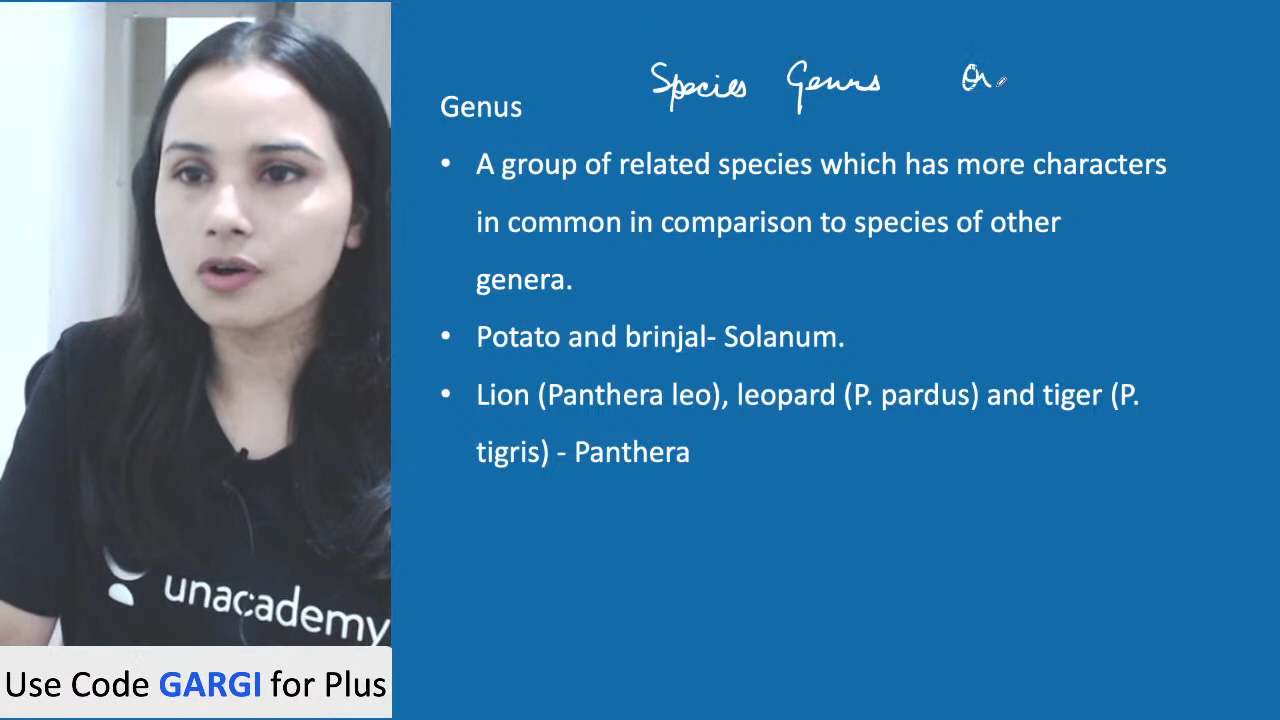 Species Genus Or
Genus
• A group of related species which has more characters
in common in comparison to species of other
genera.
• Potato and brinjal- Solanum.
• Lion (Panthera leo), leopard (P. pardus) and tiger (P.
tigris) - Panthera
unacademy
Use Code GARGI for Plus